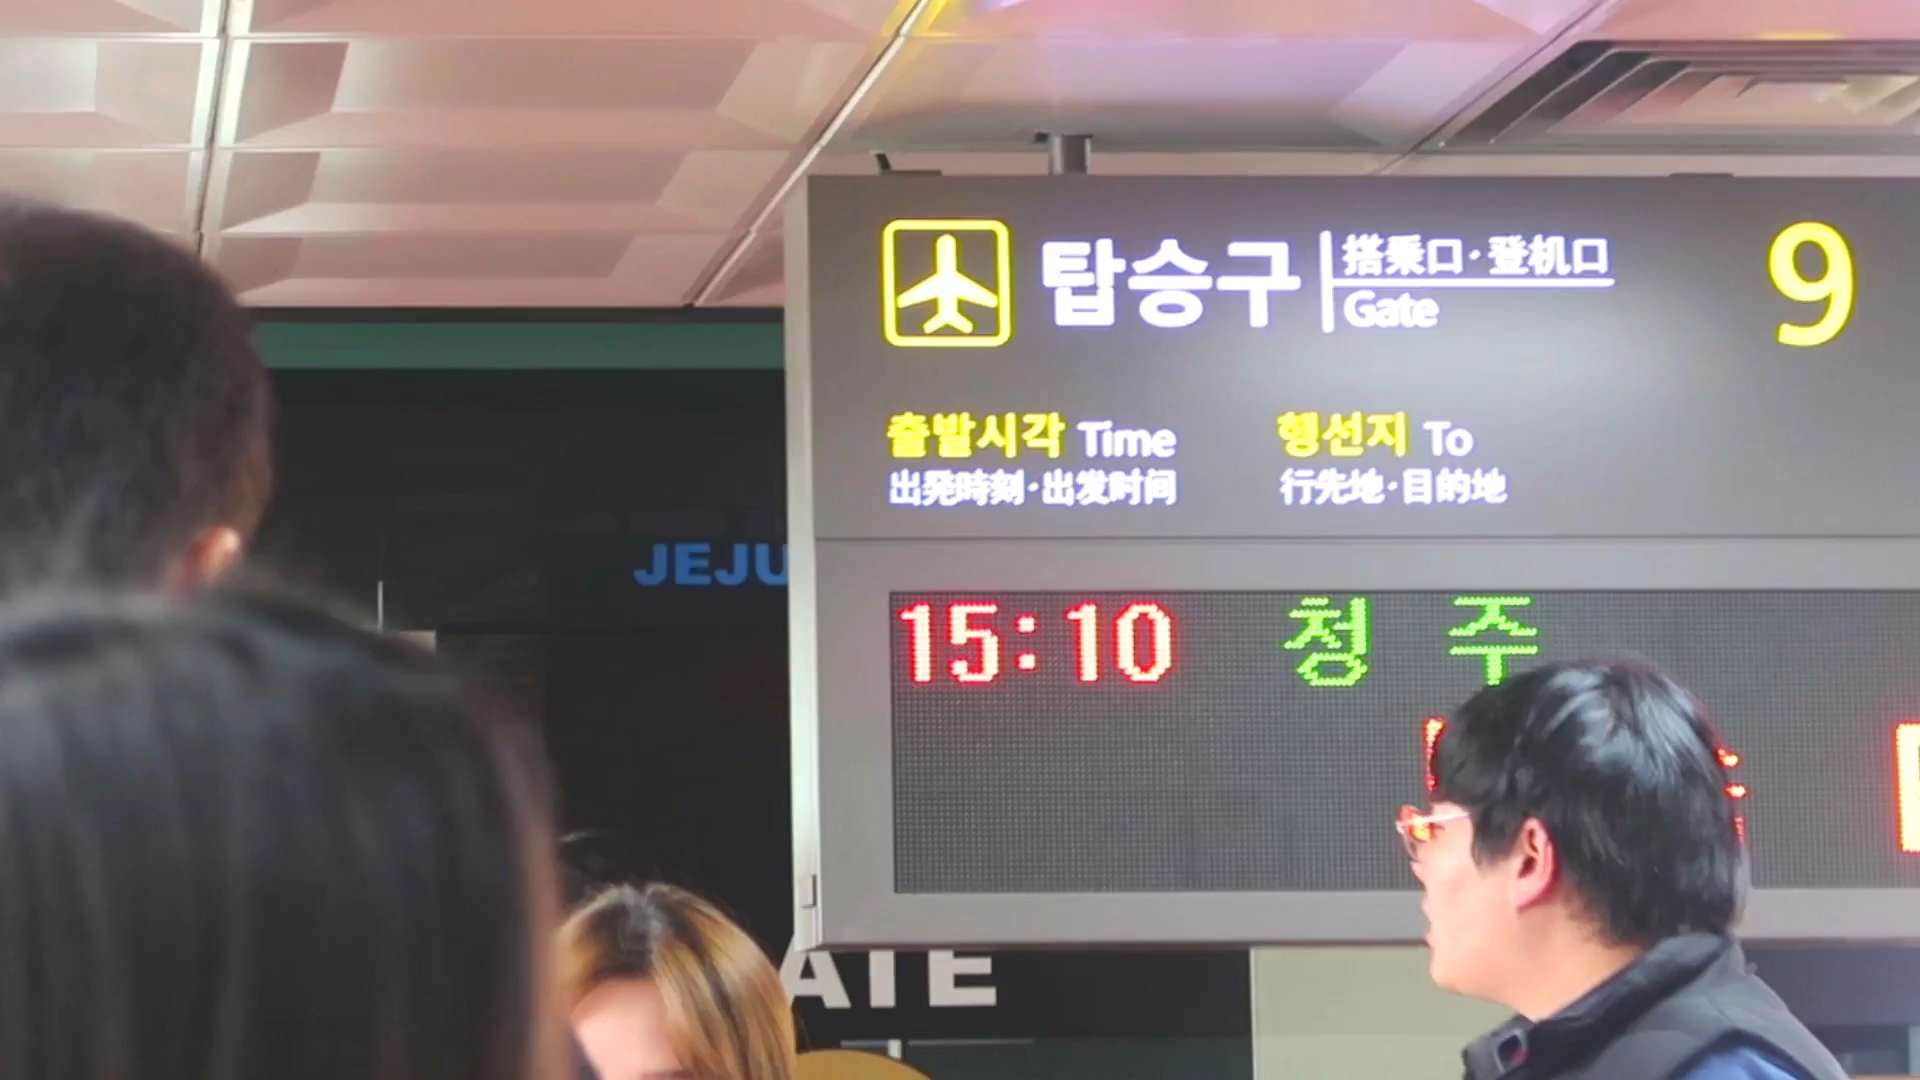 탑승구 搭乗口·登机口
Gate
9
출발시각 Time
出発時刻·出发时间
행선지 To
行先地·目的地
JEJU
15:10 청 주
ATE